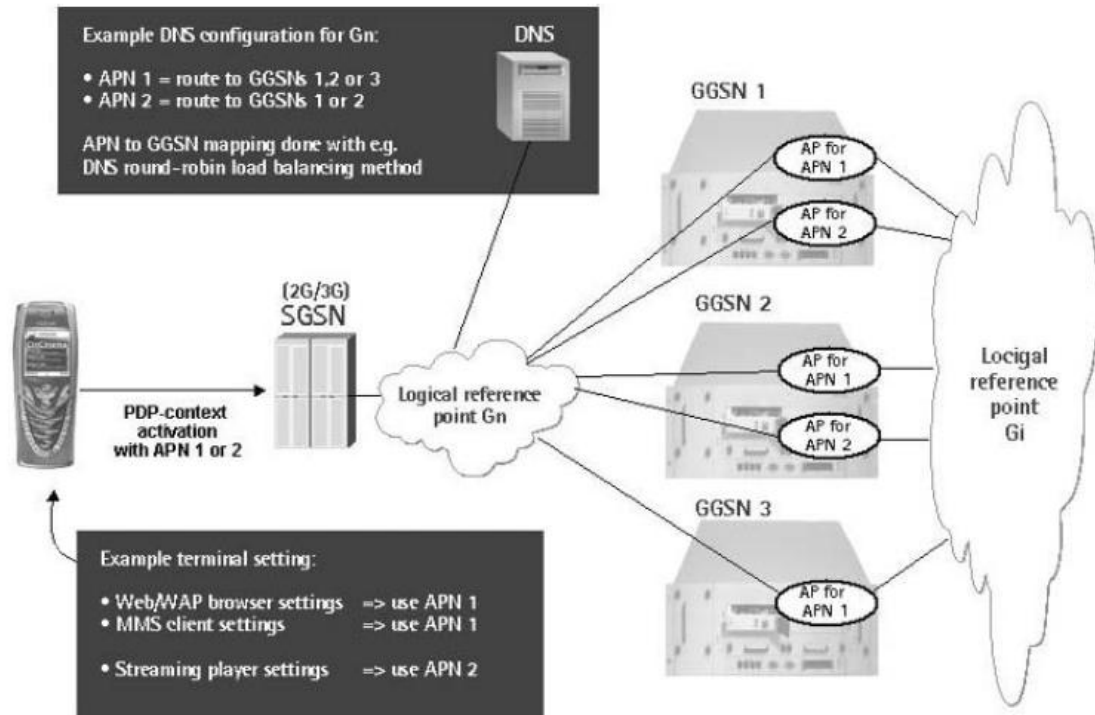 Example DNS configuration for Gn:
• APN 1 = route to GGSNs 1,2 or 3
• APN 2 = route to GGSNs 1 or 2
APN to GGSN mapping done with e.g.
DNS round-robin load balancing method
DNS
GGSN 1
AP for
APN 1
AP for
APN 2
(2G/3G)
SGSN
GGSN 2
AP for
APN 1
AP for
APN 2
Logical reference
point Gn
Locigal
reference
point
Gi
PDP-context
activation
with APN 1 or 2
GGSN 3
AP for
APN 1
Example terminal setting:
• Web/WAP browser settings => use APN 1
• MMS client settings => use APN 1
• Streaming player settings => use APN 2